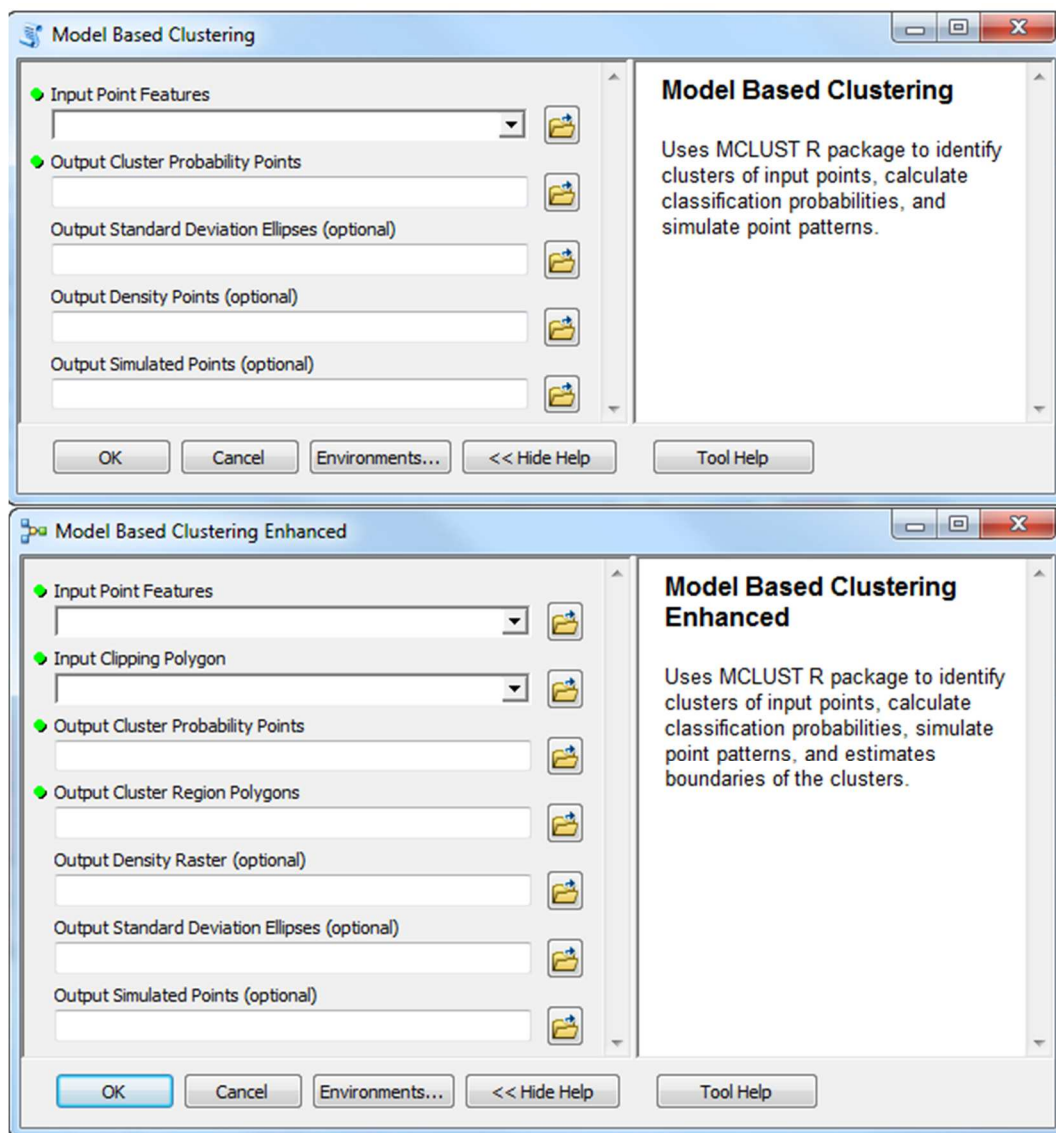 Model Based Clustering
Input Point Features
Output Cluster Probability Points
Output Standard Deviation Ellipses (optional)
Output Density Points (optional)
Output Simulated Points (optional)
Model Based Clustering
Uses MCLUST R package to identify
clusters of input points, calculate
classification probabilities, and
simulate point patterns.
OK
Cancel
Environments...
<< Hide Help
Tool Help
Model Based Clustering Enhanced
Input Point Features
Input Clipping Polygon
Output Cluster Probability Points
Output Cluster Region Polygons
Output Density Raster (optional)
Output Standard Deviation Ellipses (optional)
Output Simulated Points (optional)
Model Based Clustering
Enhanced
Uses MCLUST R package to identify
clusters of input points, calculate
classification probabilities, simulate
point patterns, and estimates
boundaries of the clusters.
OK
Cancel
Environments...
<< Hide Help
Tool Help